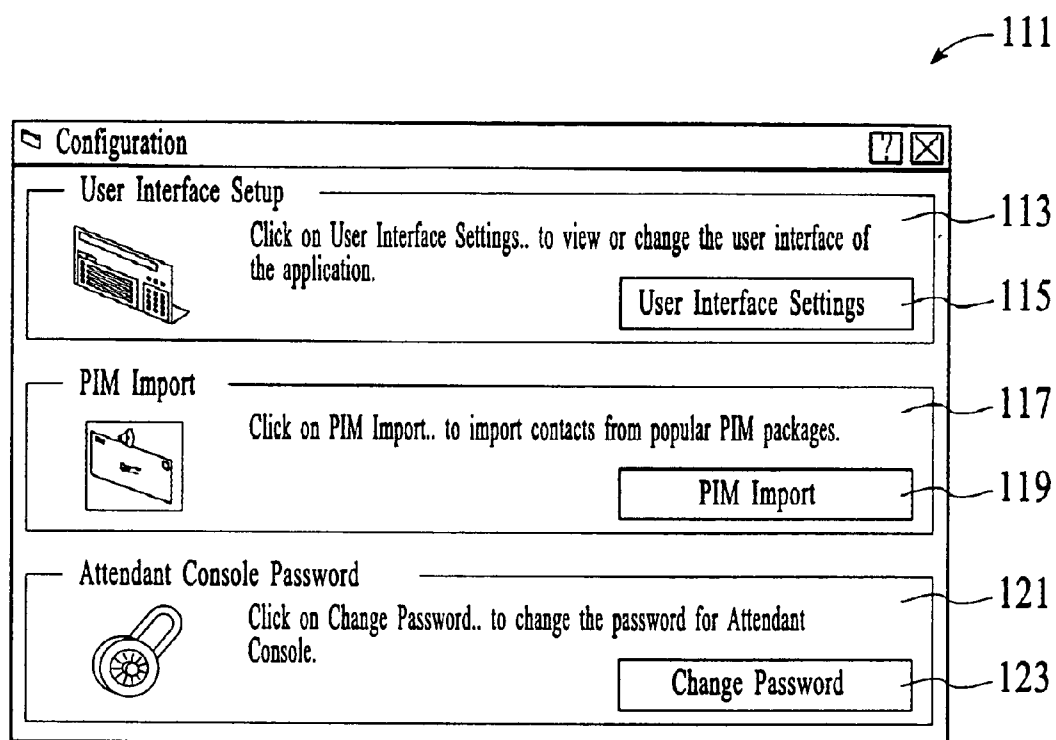 111
Configuration
?
User Interface Setup
113
Click on User Interface Settings.. to view or change the user interface of
the application.
User Interface Settings
115
PIM Import
117
Click on PIM Import.. to import contacts from popular PIM packages.
PIM Import
119
Attendant Console Password
121
Click on Change Password.. to change the password for Attendant
Console.
Change Password
123